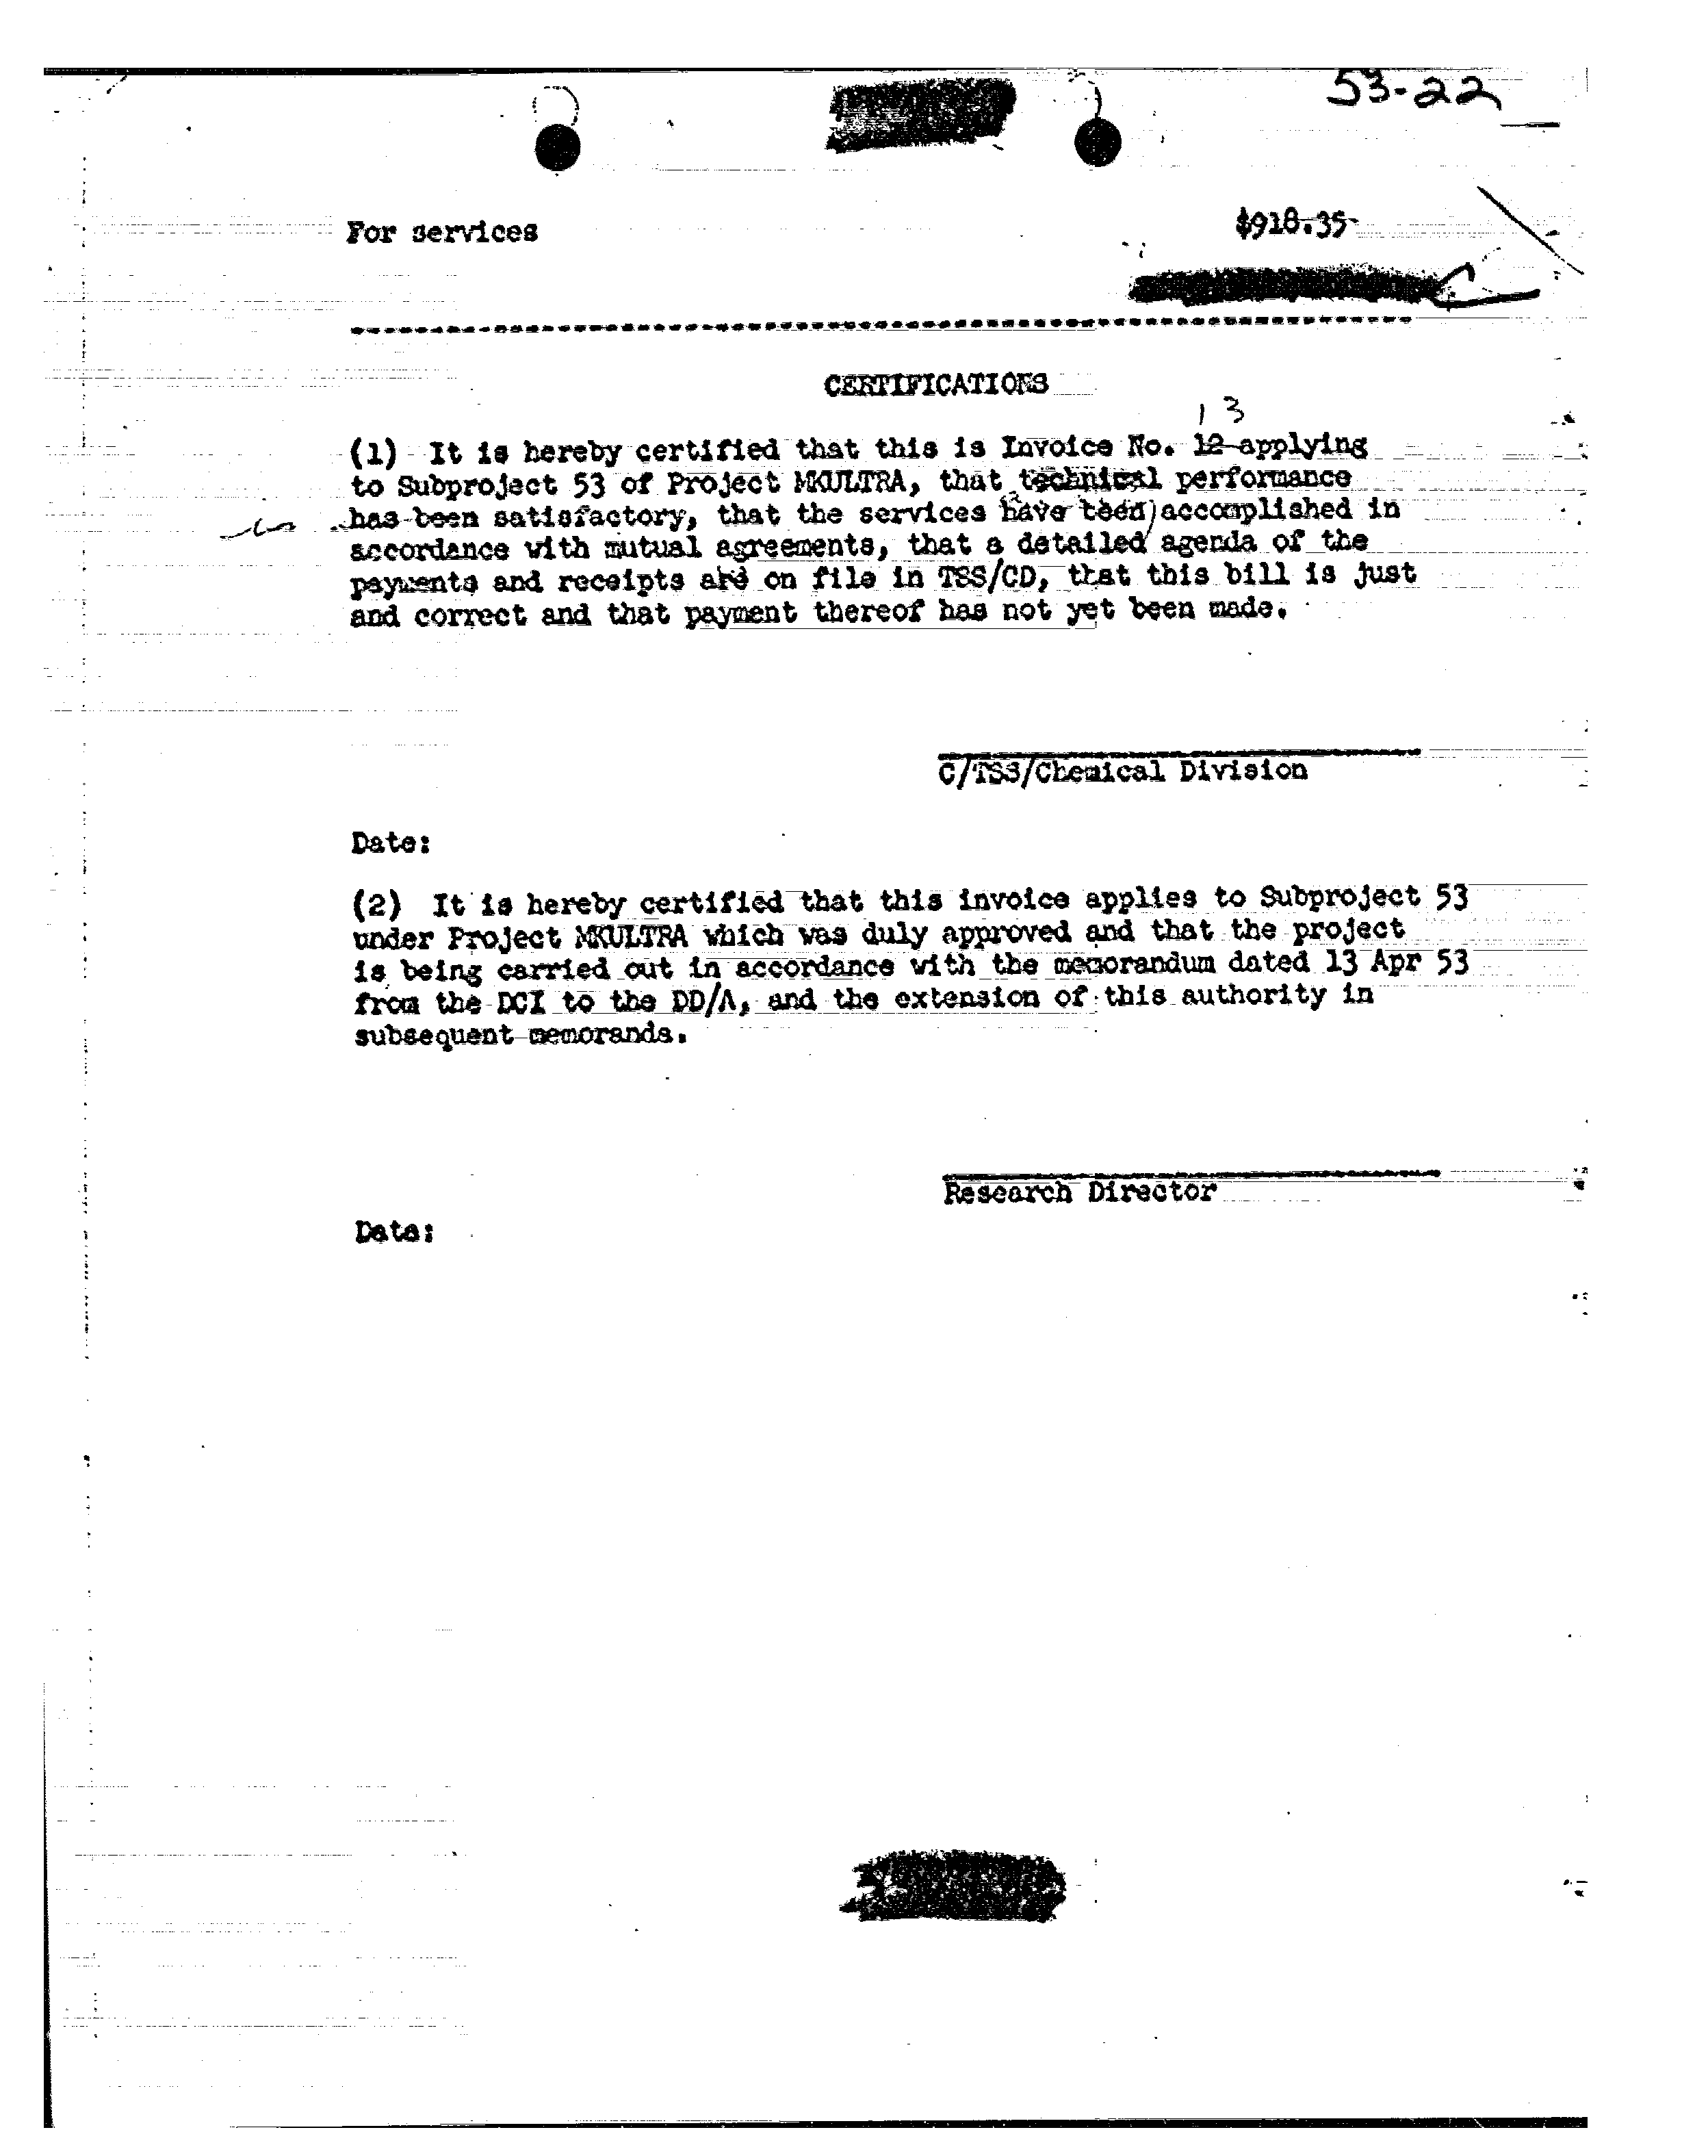 53-22
For services $918.35
CERTIFICATIONS
13
(1) It is hereby certified that this is Invoice No. 12 applying
to Subproject 53 of Project MKULTRA, that technical performance
has been satisfactory, that the services have been accomplished in
accordance with mutual agreements, that a detailed agenda of the
payments and receipts are on file in TSS/CD, that this bill is just
and correct and that payment thereof has not yet been made.
C/TSS/Chemical Division
Date:
(2) It is hereby certified that this invoice applies to Subproject 53
under Project MKULTRA which was duly approved and that the project
is being carried out in accordance with the memorandum dated 13 Apr 53
from the DCI to the DD/A, and the extension of this authority in
subsequent memoranda.
Research Director
Date: